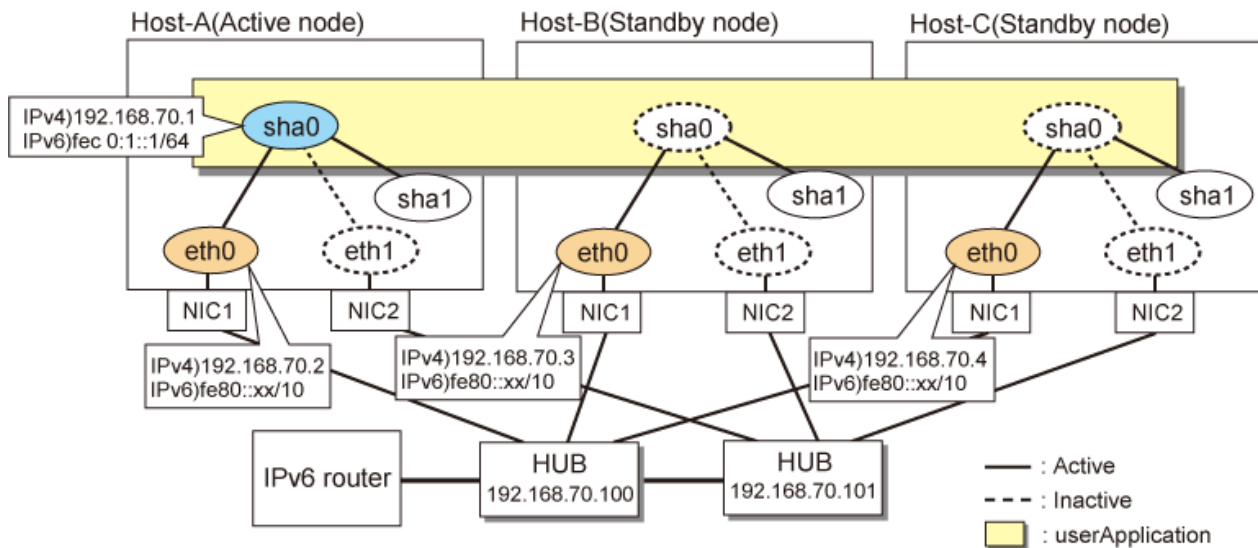 Host-A(Active node)
Host-B(Standby node)
Host-C(Standby node)
IPv4)192.168.70.1
IPv6)fec 0:1::1/64
sha0
sha0
sha0
sha1
sha1
sha1
eth0
eth1
eth0
eth1
eth0
eth1
NIC1
NIC2
NIC1
NIC2
NIC1
NIC2
IPv4)192.168.70.2
IPv6)fe80::xx/10
IPv4)192.168.70.3
IPv6)fe80::xx/10
IPv4)192.168.70.4
IPv6)fe80::xx/10
IPv6 router
HUB
192.168.70.100
HUB
192.168.70.101
: Active
: Inactive
: userApplication